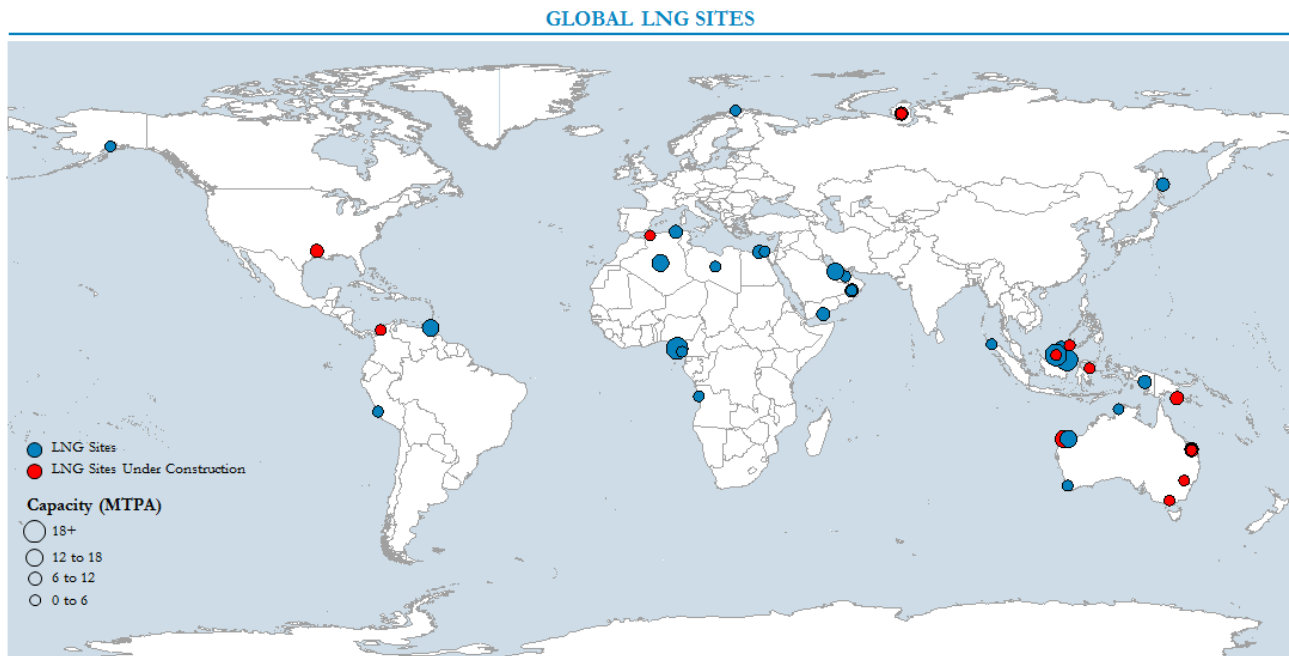 GLOBAL LNG SITES
LNG Sites
LNG Sites Under Construction
Capacity (MTPA)
18+
12 to 18
6 to 12
0 to 6